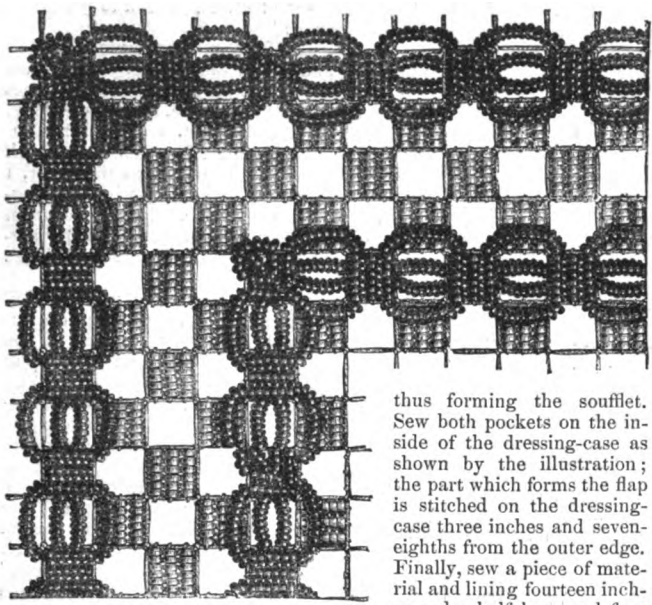 thus forming the soufflet.
Sew both pockets on the in-
side of the dressing-case as
shown by the illustration;
the part which forms the flap
is stitched on the dressing-
case three inches and seven-
eighths from the outer edge.
Finally, sew a piece of mate-
rial and lining fourteen inch-